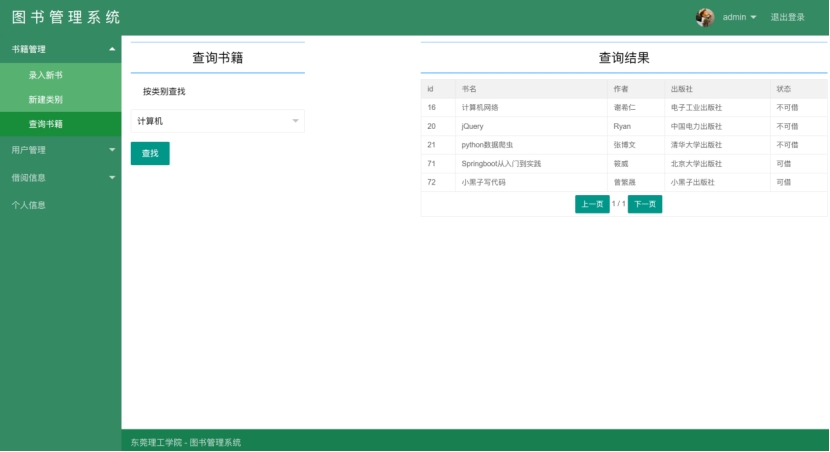 图书管理系统
admin 退出登录
书籍管理
录入新书
新建类别
查询书籍
用户管理
借阅信息
个人信息
查询书籍
按类别查找
计算机
查找
查询结果
id 书名 作者 出版社 状态
16 计算机网络 谢希仁 电子工业出版社 不可借
20 jQuery Ryan 中国电力出版社 不可借
21 python数据爬虫 张博文 清华大学出版社 不可借
71 Springboot从入门到实践 筱威 北京大学出版社 可借
72 小黑子写代码 曾繁晟 小黑子出版社 可借
上一页 1 / 1 下一页
东莞理工学院 - 图书管理系统